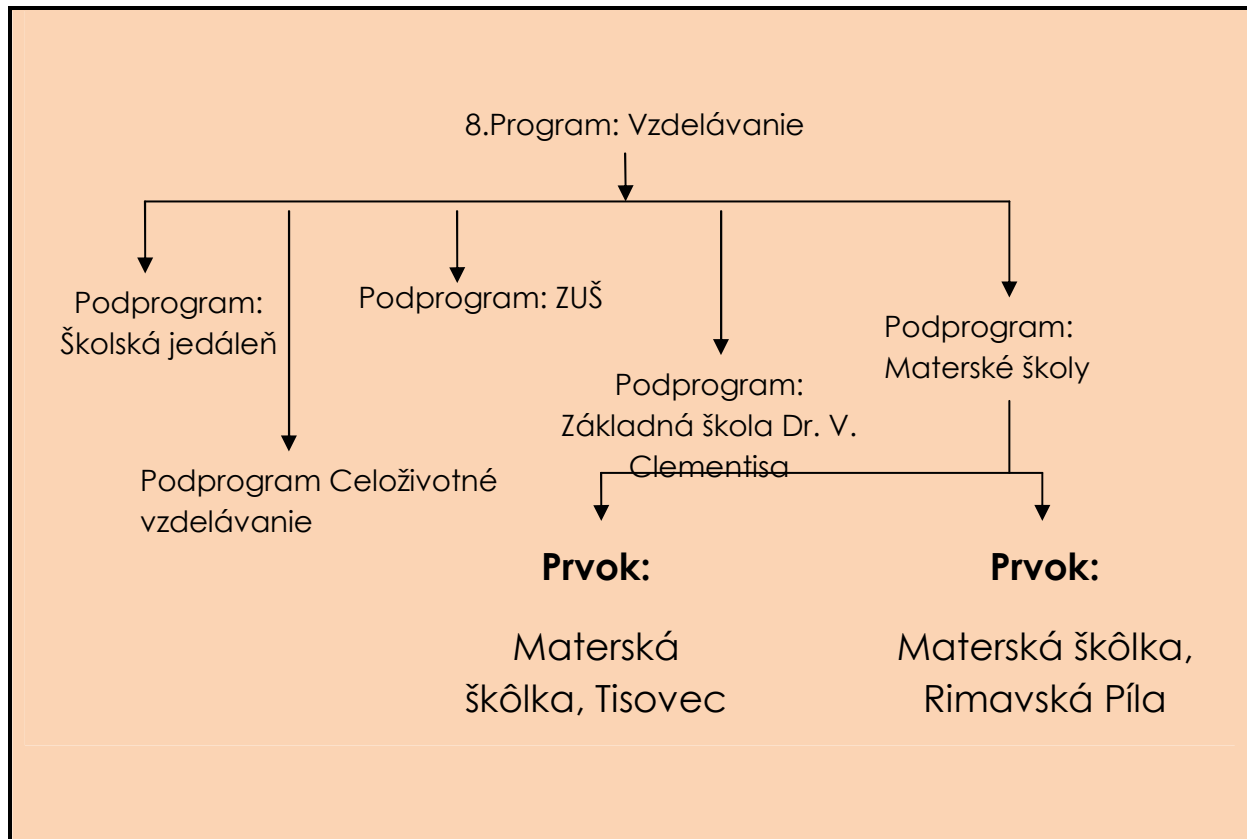 8.Program: Vzdelávanie
Podprogram:
Školská jedáleň
Podprogram: ZUŠ
Podprogram:
Materské školy
Podprogram:
Základná škola Dr. V.
Clementisa
Podprogram Celoživotné
vzdelávanie
Prvok:
Materská
škôlka, Tisovec
Prvok:
Materská škôlka,
Rimavská Píla